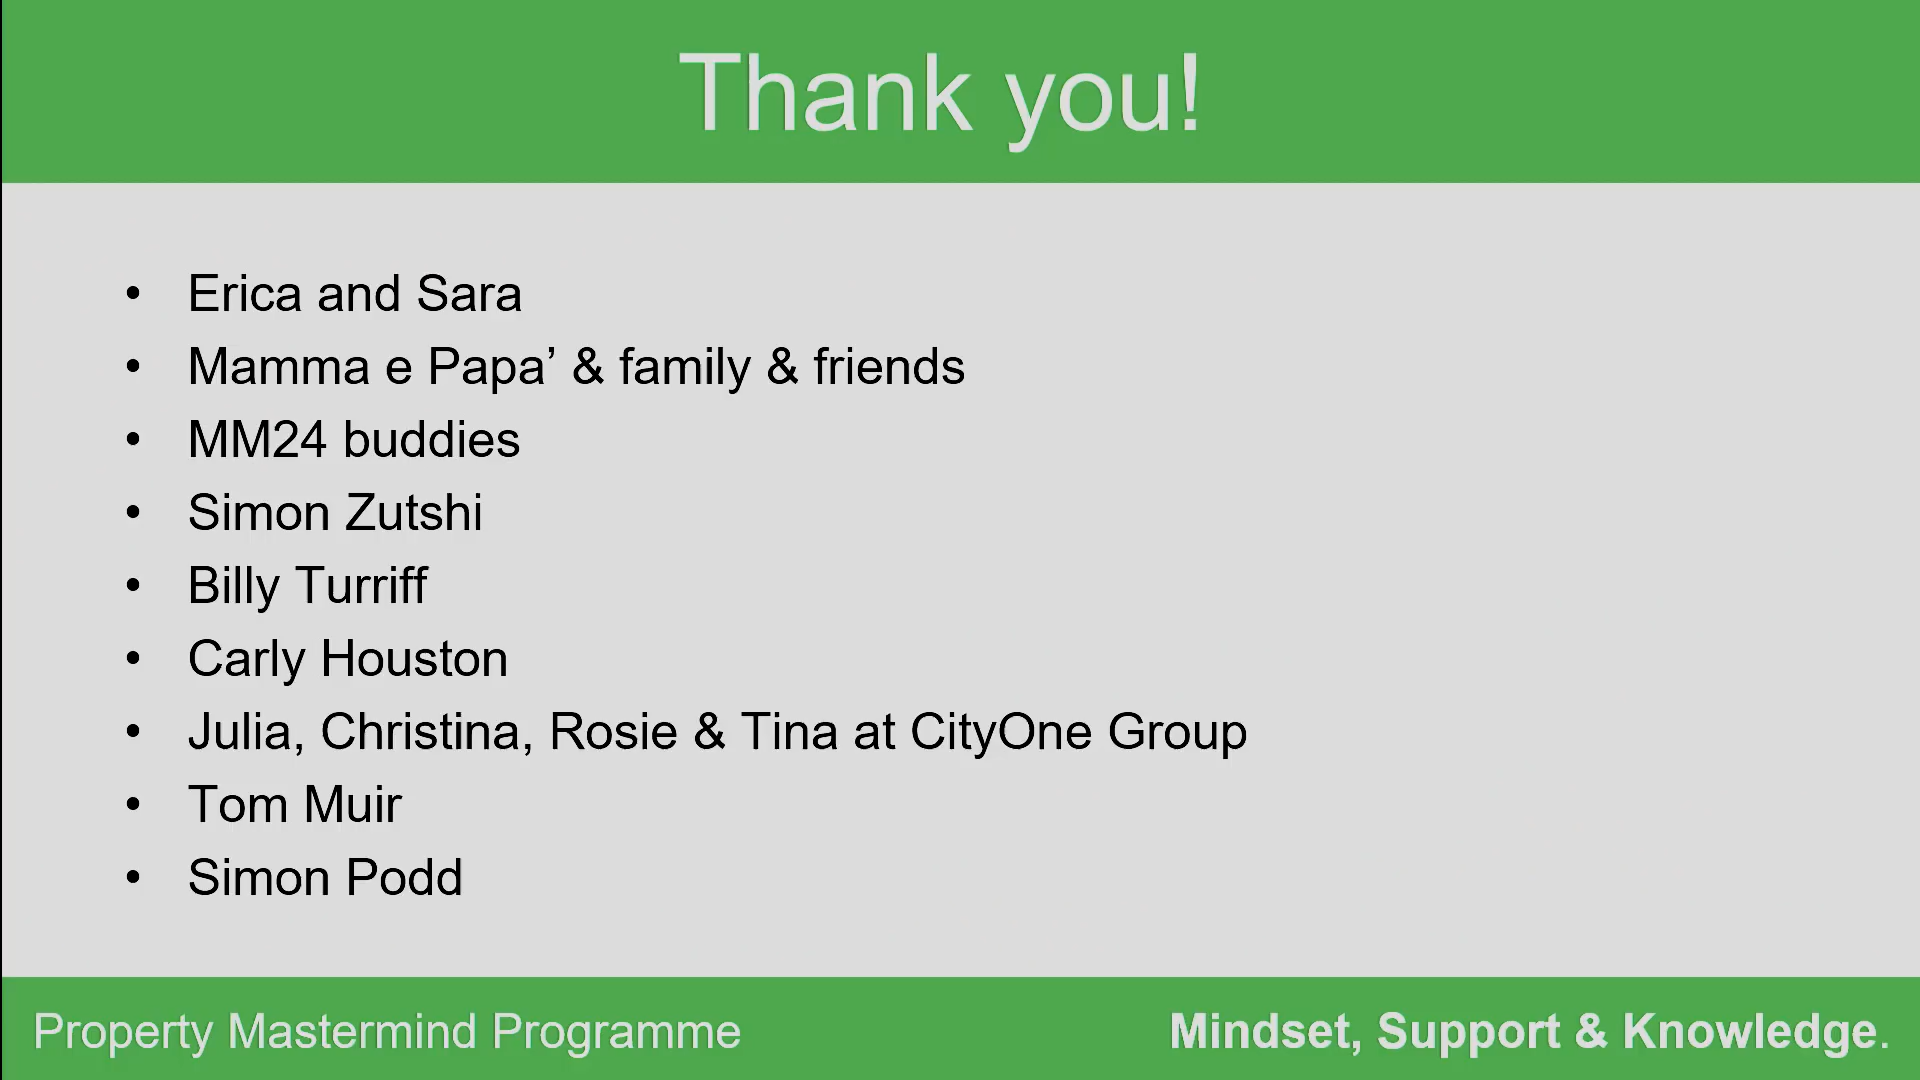 Thank you!
• Erica and Sara
• Mamma e Papa’ & family & friends
• MM24 buddies
• Simon Zutshi
• Billy Turriff
• Carly Houston
• Julia, Christina, Rosie & Tina at CityOne Group
• Tom Muir
• Simon Podd
Property Mastermind Programme
Mindset, Support & Knowledge.